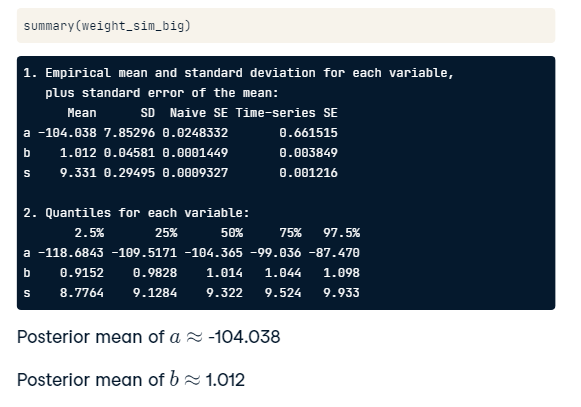 summary(weight_sim_big)
1. Empirical mean and standard deviation for each variable,
plus standard error of the mean:
Mean SD Naive SE Time-series SE
a -104.038 7.85296 0.0248332 0.661515
b 1.012 0.04581 0.0001449 0.003849
s 9.331 0.29495 0.0009327 0.001216
2. Quantiles for each variable:
2.5% 25% 50% 75% 97.5%
a -118.6843 -109.5171 -104.365 -99.036 -87.470
b 0.9152 0.9828 1.014 1.044 1.098
s 8.7764 9.1284 9.322 9.524 9.933
Posterior mean of a ≈ -104.038
Posterior mean of b ≈ 1.012